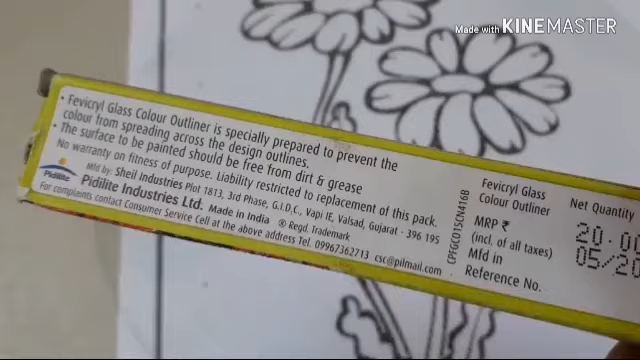 Made with KINEMASTER
• Fevicryl Glass Colour Outliner is specially prepared to prevent the
colour from spreading across the design outlines.
• The surface to be painted should be free from dirt & grease
No warranty on fitness of purpose. Liability restricted to replacement of this pack.
Mfd by: Sheil Industries Plot 1813, 3rd Phase, G.I.D.C, Vapi IE, Valsad, Gujarat - 396 195
Pidilite
Pidilite Industries Ltd. Made in India ® Regd. Trademark
For complaints contact Consumer Service Cell at the above address Tel. 09967362713 csc@pilmail.com
CPFGCO15CN416B
Fevicryl Glass
Colour Outliner
MRP ₹
(incl. of all taxes)
Mfd in
Reference No.
Net Quantity
20.00
05/20